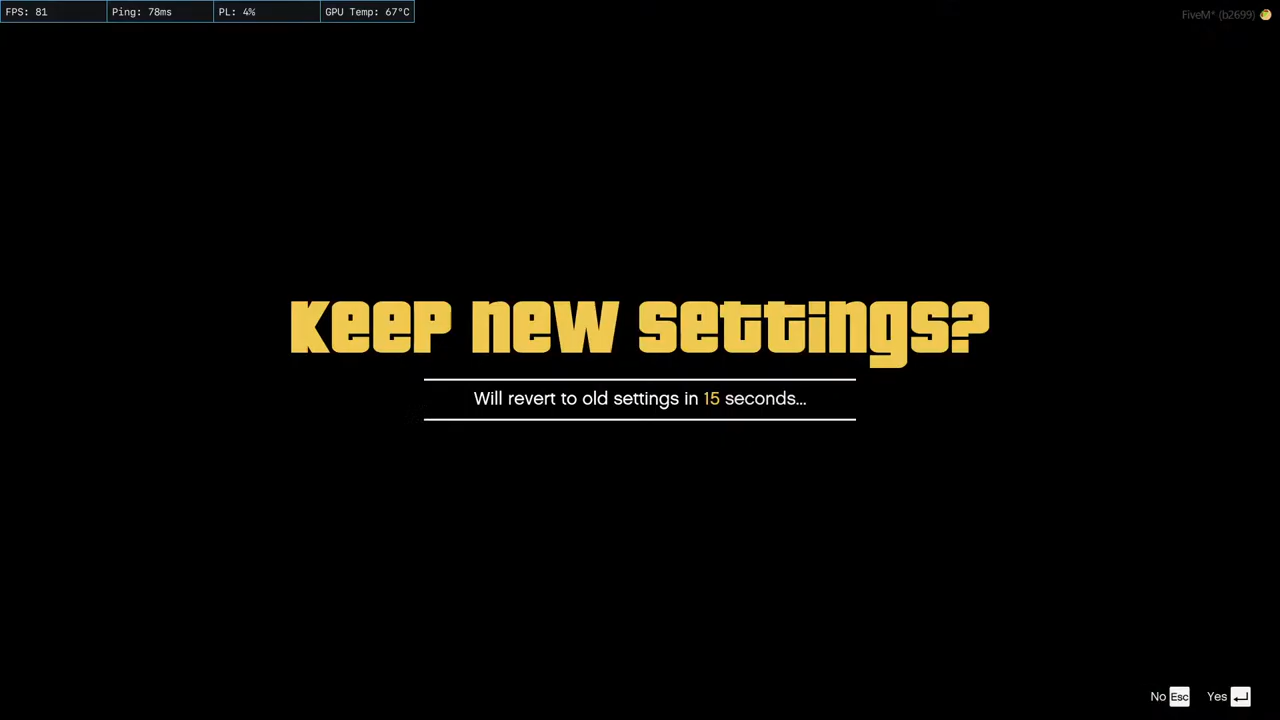 FPS: 81 Ping: 78ms PL: 4% GPU Temp: 67°C
FiveM* (b2699)
Keep new settings?
Will revert to old settings in 15 seconds...
No Esc Yes